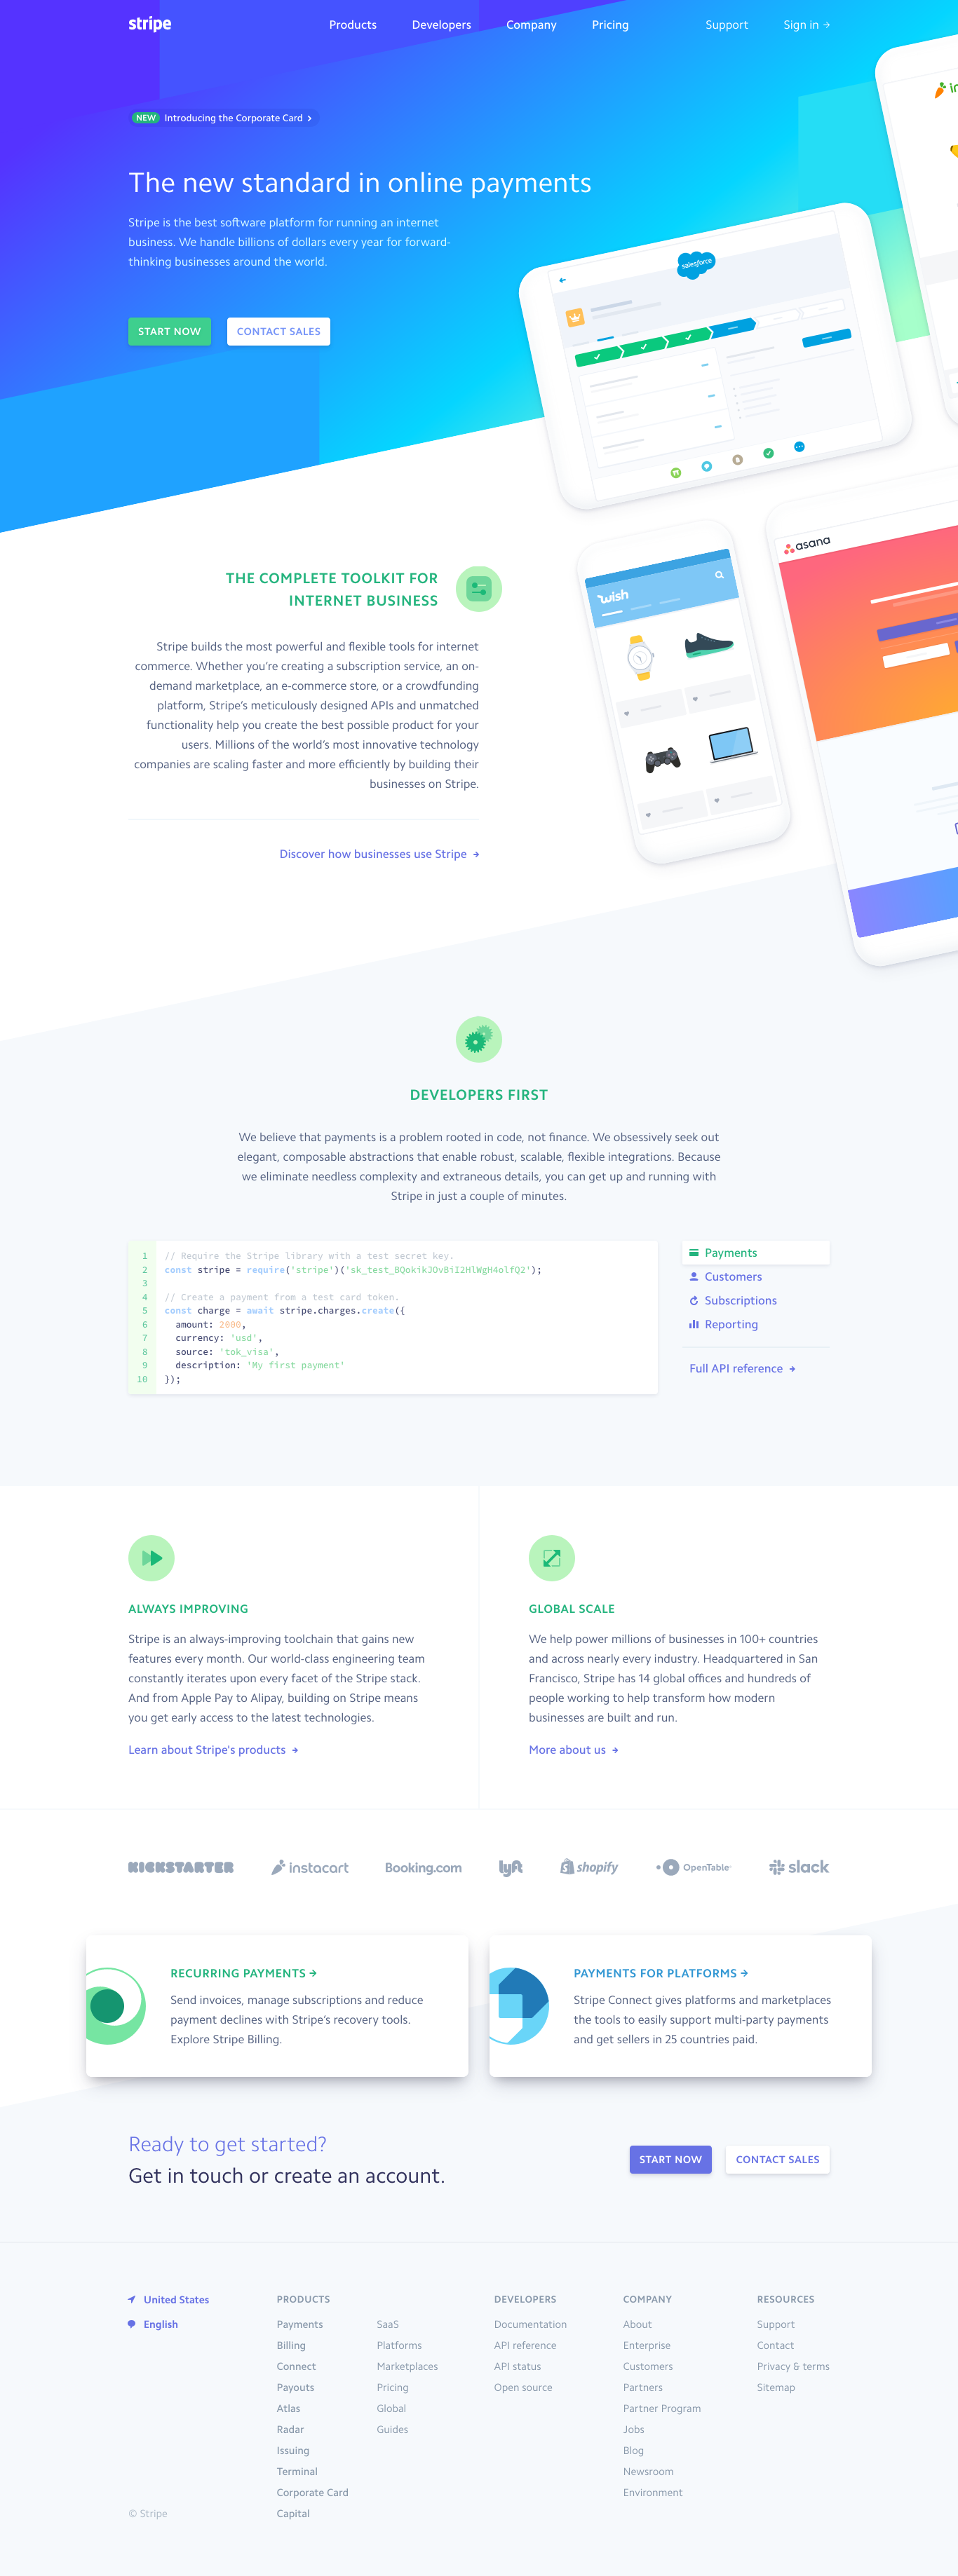 stripe
Products
Developers
Company
Pricing
Support
Sign in →
NEW Introducing the Corporate Card
The new standard in online payments
Stripe is the best software platform for running an internet
business. We handle billions of dollars every year for forward-
thinking businesses around the world.
START NOW
CONTACT SALES
salesforce
THE COMPLETE TOOLKIT FOR
INTERNET BUSINESS
Stripe builds the most powerful and flexible tools for internet
commerce. Whether you’re creating a subscription service, an on-
demand marketplace, an e-commerce store, or a crowdfunding
platform, Stripe’s meticulously designed APIs and unmatched
functionality help you create the best possible product for your
users. Millions of the world’s most innovative technology
companies are scaling faster and more efficiently by building their
businesses on Stripe.
Discover how businesses use Stripe →
wish
asana
DEVELOPERS FIRST
We believe that payments is a problem rooted in code, not finance. We obsessively seek out
elegant, composable abstractions that enable robust, scalable, flexible integrations. Because
we eliminate needless complexity and extraneous details, you can get up and running with
Stripe in just a couple of minutes.
1 // Require the Stripe library with a test secret key.
2 const stripe = require('stripe')('sk_test_BQokikJOvBiI2HlWgH4olfQ2');
3
4 // Create a payment from a test card token.
5 const charge = await stripe.charges.create({
6 amount: 2000,
7 currency: 'usd',
8 source: 'tok_visa',
9 description: 'My first payment'
10 });
Payments
Customers
Subscriptions
Reporting
Full API reference →
ALWAYS IMPROVING
Stripe is an always-improving toolchain that gains new
features every month. Our world-class engineering team
constantly iterates upon every facet of the Stripe stack.
And from Apple Pay to Alipay, building on Stripe means
you get early access to the latest technologies.
Learn about Stripe's products →
GLOBAL SCALE
We help power millions of businesses in 100+ countries
and across nearly every industry. Headquartered in San
Francisco, Stripe has 14 global offices and hundreds of
people working to help transform how modern
businesses are built and run.
More about us →
KICKSTARTER
instacart
Booking.com
lyft
shopify
OpenTable
slack
RECURRING PAYMENTS →
Send invoices, manage subscriptions and reduce
payment declines with Stripe’s recovery tools.
Explore Stripe Billing.
PAYMENTS FOR PLATFORMS →
Stripe Connect gives platforms and marketplaces
the tools to easily support multi-party payments
and get sellers in 25 countries paid.
Ready to get started?
Get in touch or create an account.
START NOW
CONTACT SALES
United States
English
© Stripe
PRODUCTS
Payments
Billing
Connect
Payouts
Atlas
Radar
Issuing
Terminal
Corporate Card
Capital
SaaS
Platforms
Marketplaces
Pricing
Global
Guides
DEVELOPERS
Documentation
API reference
API status
Open source
COMPANY
About
Enterprise
Customers
Partners
Partner Program
Jobs
Blog
Newsroom
Environment
RESOURCES
Support
Contact
Privacy & terms
Sitemap